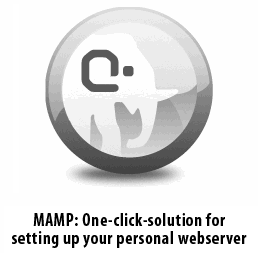 MAMP: One-click-solution for
setting up your personal webserver